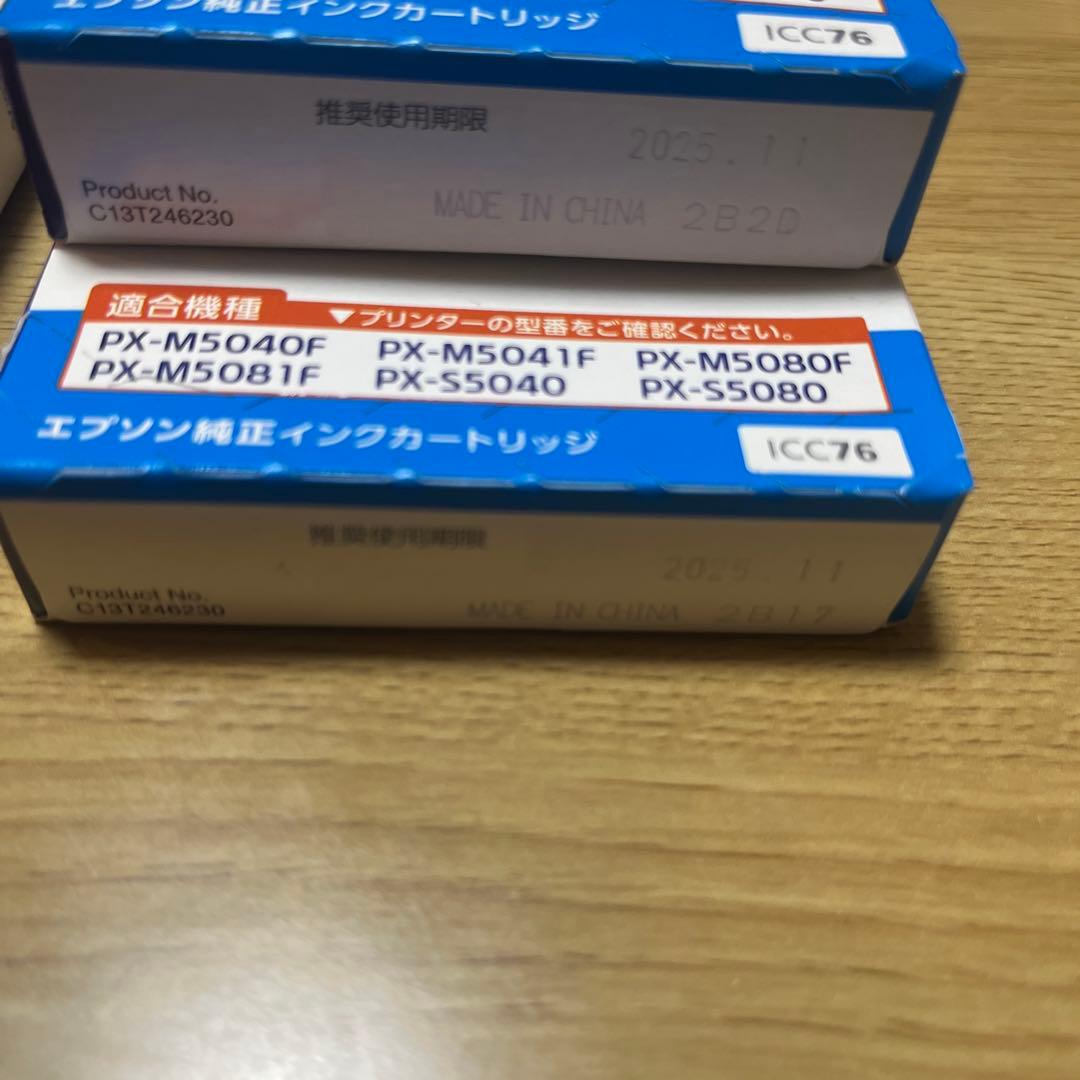 エプソン純正インクカートリッジ
ICC76
推奨使用期限
2025.11
Product No.
C13T246230
MADE IN CHINA 2B2D
適合機種
▼プリンターの型番をご確認ください。
PX-M5040F PX-M5041F PX-M5080F
PX-M5081F PX-S5040 PX-S5080
エプソン純正インクカートリッジ
ICC76
推奨使用期限
2025.11
Product No.
C13T246230
MADE IN CHINA 2B17